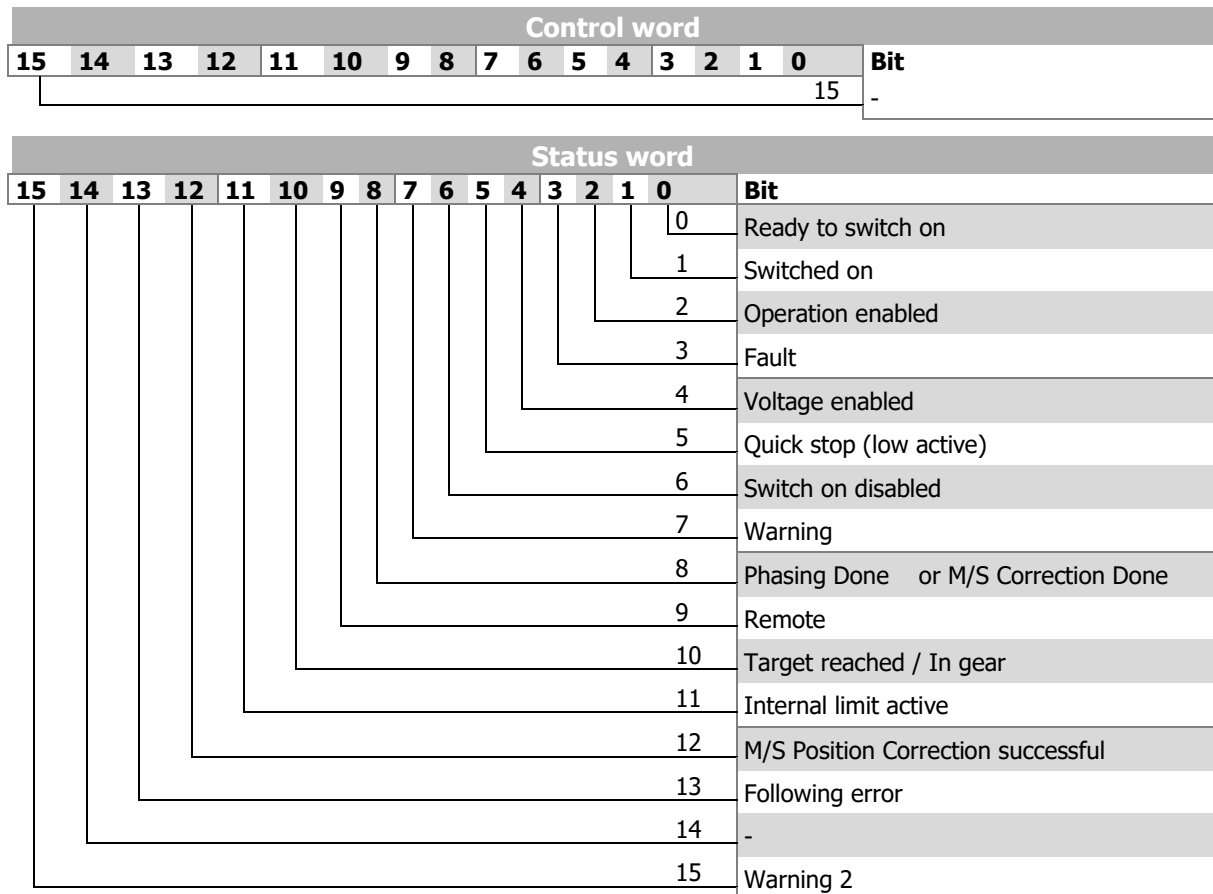 Control word
15 14 13 12 11 10 9 8 7 6 5 4 3 2 1 0 Bit
15 -
Status word
15 14 13 12 11 10 9 8 7 6 5 4 3 2 1 0 Bit
0 Ready to switch on
1 Switched on
2 Operation enabled
3 Fault
4 Voltage enabled
5 Quick stop (low active)
6 Switch on disabled
7 Warning
8 Phasing Done or M/S Correction Done
9 Remote
10 Target reached / In gear
11 Internal limit active
12 M/S Position Correction successful
13 Following error
14 -
15 Warning 2